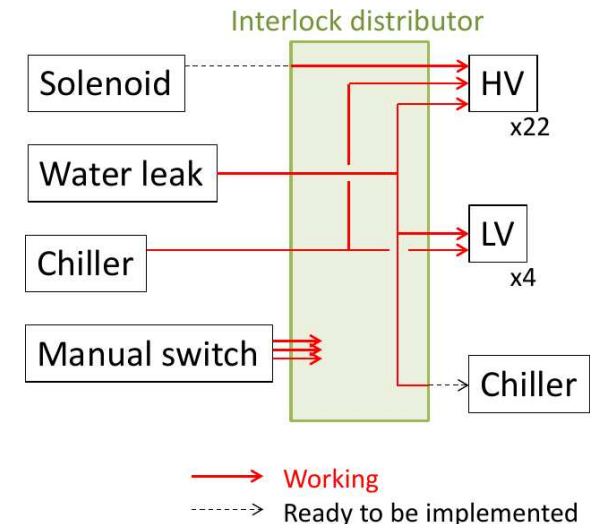 Interlock distributor
Solenoid
HV
x22
Water leak
LV
x4
Chiller
Manual switch
Chiller
Working
Ready to be implemented